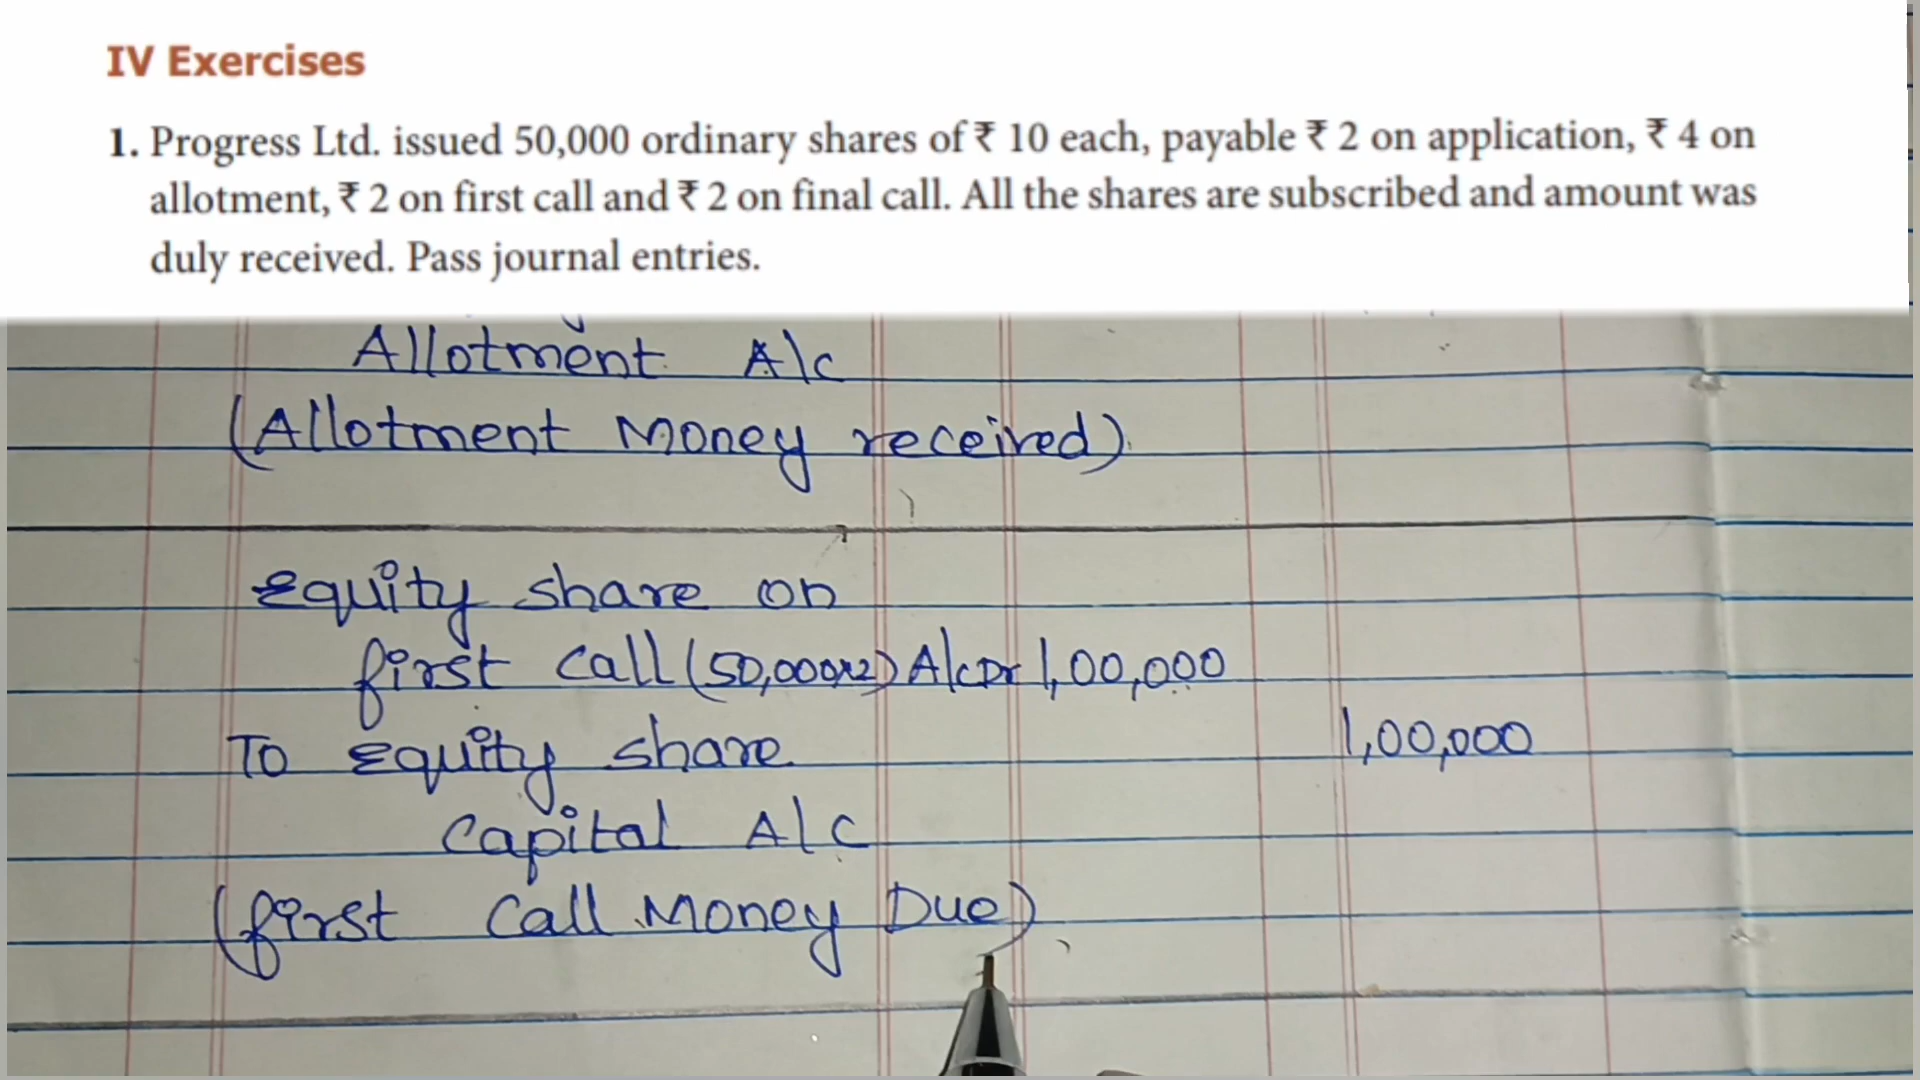 IV Exercises
1. Progress Ltd. issued 50,000 ordinary shares of ₹ 10 each, payable ₹ 2 on application, ₹ 4 on
allotment, ₹ 2 on first call and ₹ 2 on final call. All the shares are subscribed and amount was
duly received. Pass journal entries.
Allotment A/c
(Allotment Money received)
Equity share on
first call (50,000x2) A/c Dr 1,00,000
To Equity share 1,00,000
Capital A/c
(first Call Money Due)